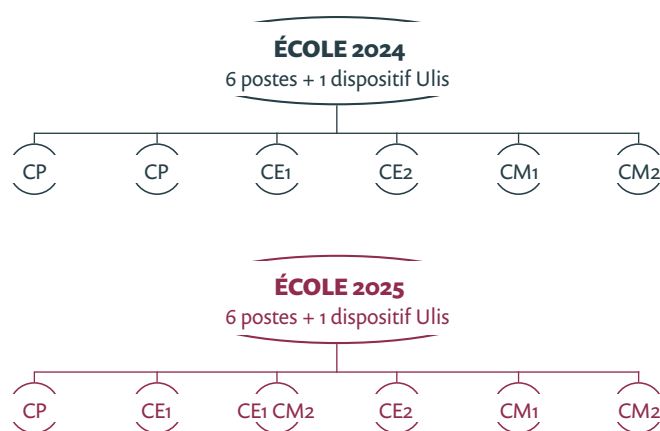 ÉCOLE 2024
6 postes + 1 dispositif Ulis
CP CP CE1 CE2 CM1 CM2
ÉCOLE 2025
6 postes + 1 dispositif Ulis
CP CE1 CE1 CM2 CE2 CM1 CM2